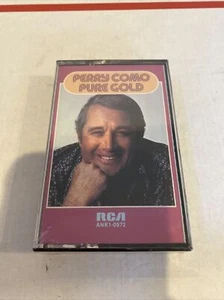 PERRY COMO
PURE GOLD
RCA
ANK1-0972